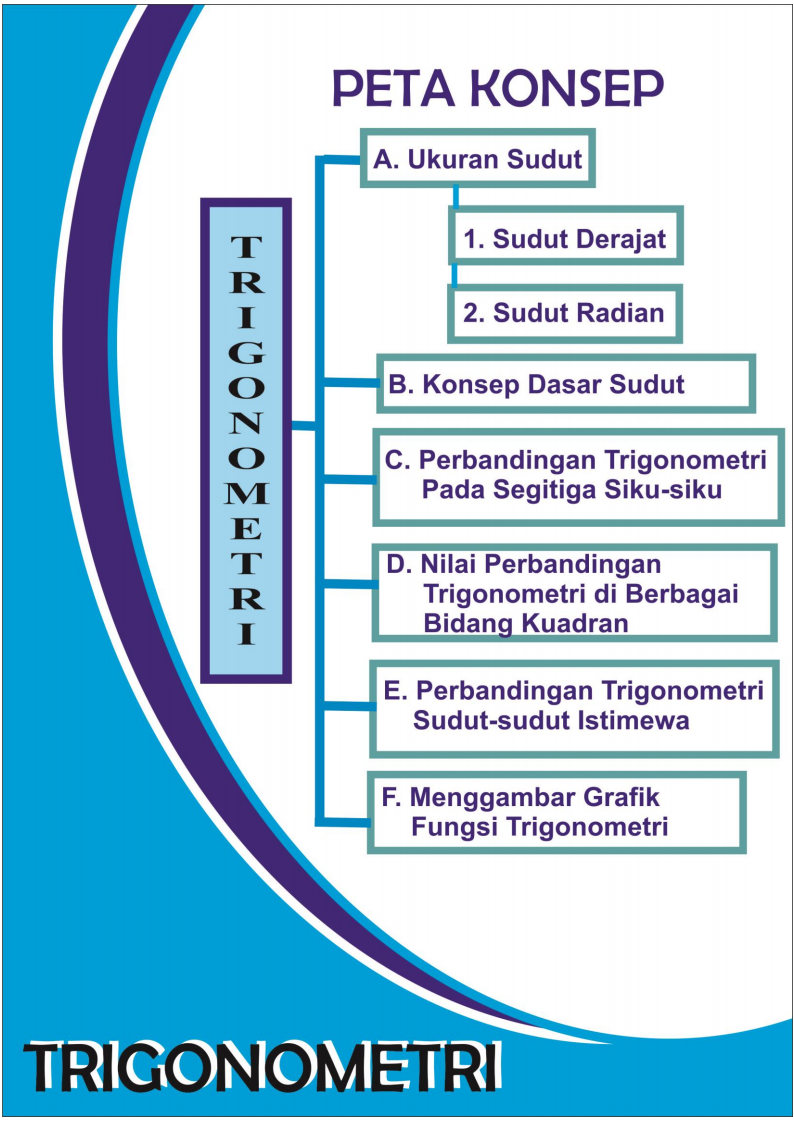 PETA KONSEP
TRIGONOMETRI
A. Ukuran Sudut
1. Sudut Derajat
2. Sudut Radian
B. Konsep Dasar Sudut
C. Perbandingan Trigonometri
Pada Segitiga Siku-siku
D. Nilai Perbandingan
Trigonometri di Berbagai
Bidang Kuadran
E. Perbandingan Trigonometri
Sudut-sudut Istimewa
F. Menggambar Grafik
Fungsi Trigonometri
TRIGONOMETRI